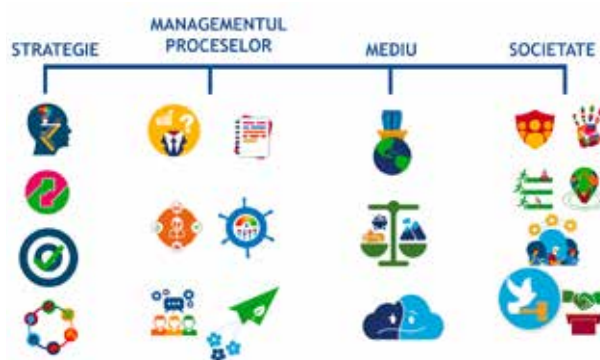 STRATEGIE
MANAGEMENTUL
PROCESELOR
MEDIU
SOCIETATE